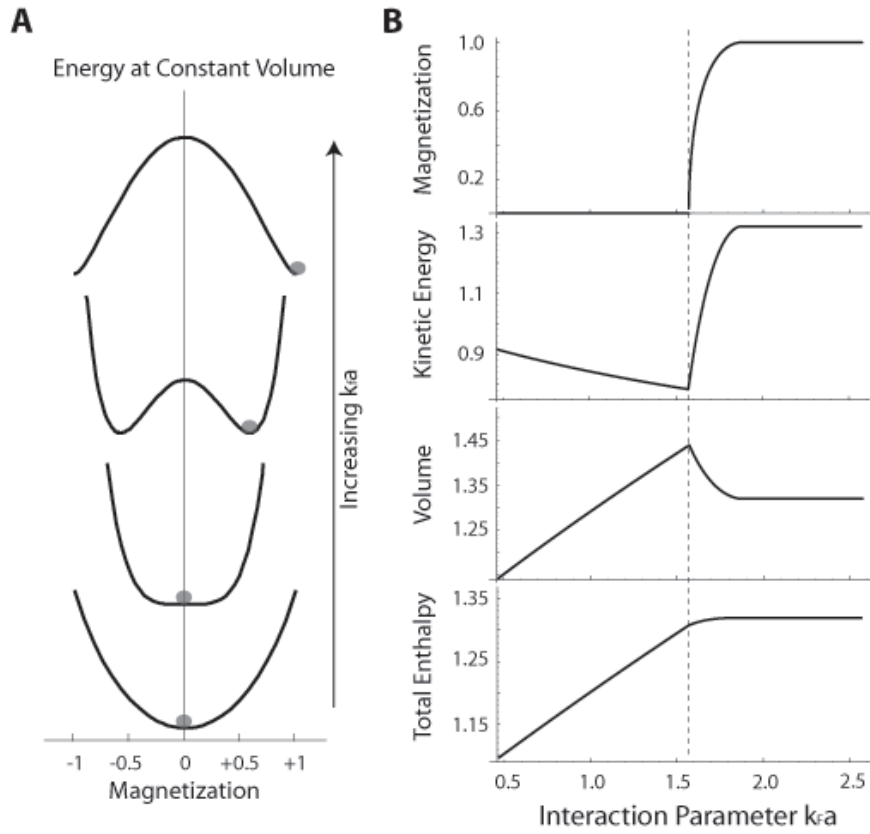 A
Energy at Constant Volume
Increasing kFa
-1 -0.5 0 +0.5 +1
Magnetization
B
Magnetization
1.0
0.6
0.2
Kinetic Energy
1.3
1.1
0.9
Volume
1.45
1.35
1.25
Total Enthalpy
1.35
1.25
1.15
0.5 1.0 1.5 2.0 2.5
Interaction Parameter kFa